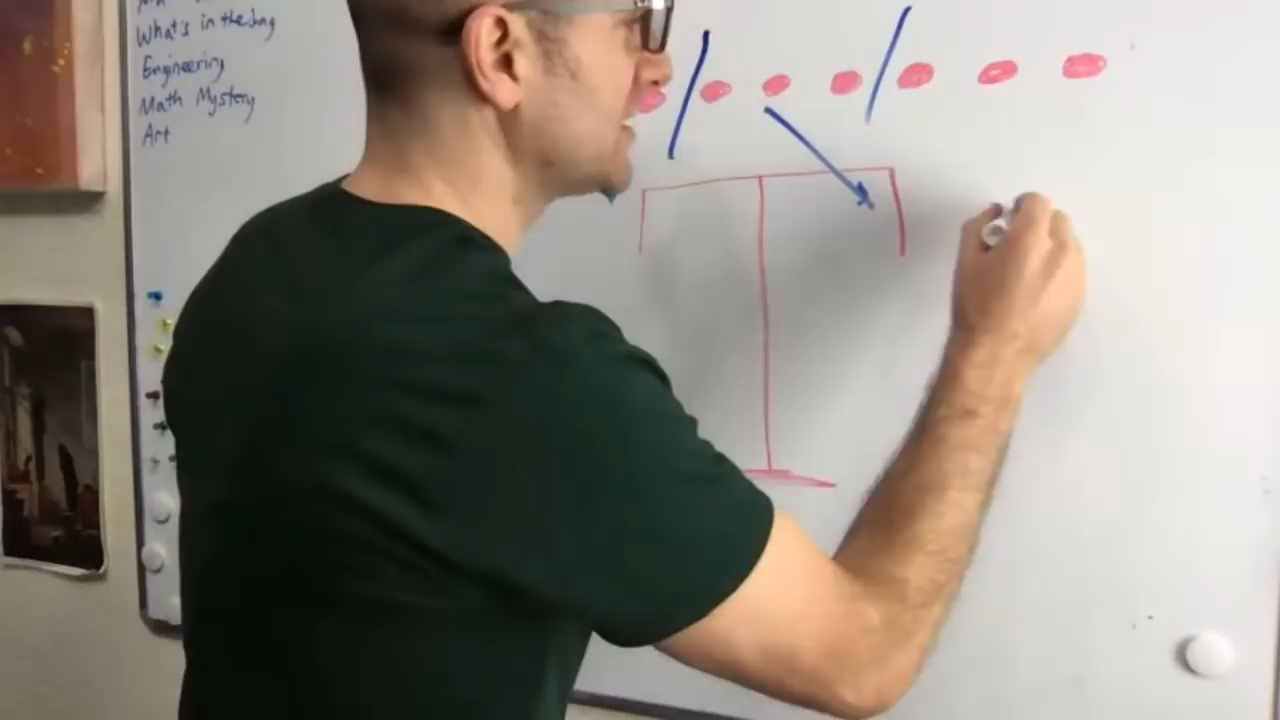 What's in the bag
Engineering
Math Mystery
Art